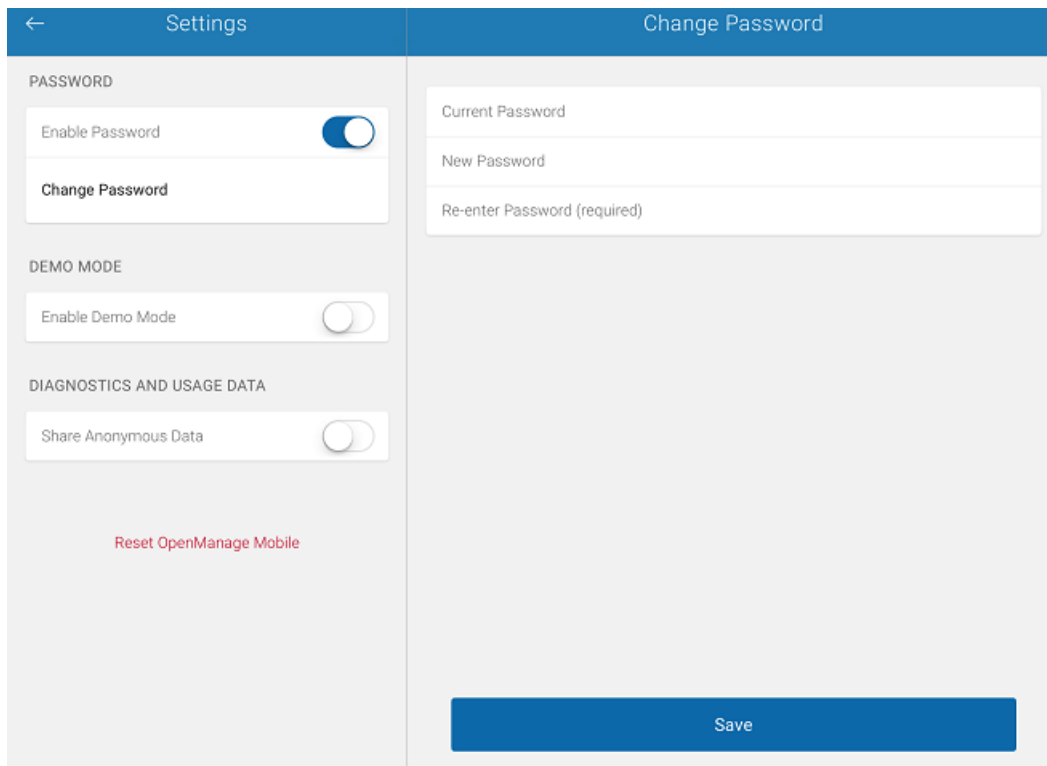 Settings
PASSWORD
Enable Password
Change Password
DEMO MODE
Enable Demo Mode
DIAGNOSTICS AND USAGE DATA
Share Anonymous Data
Reset OpenManage Mobile
Change Password
Current Password
New Password
Re-enter Password (required)
Save